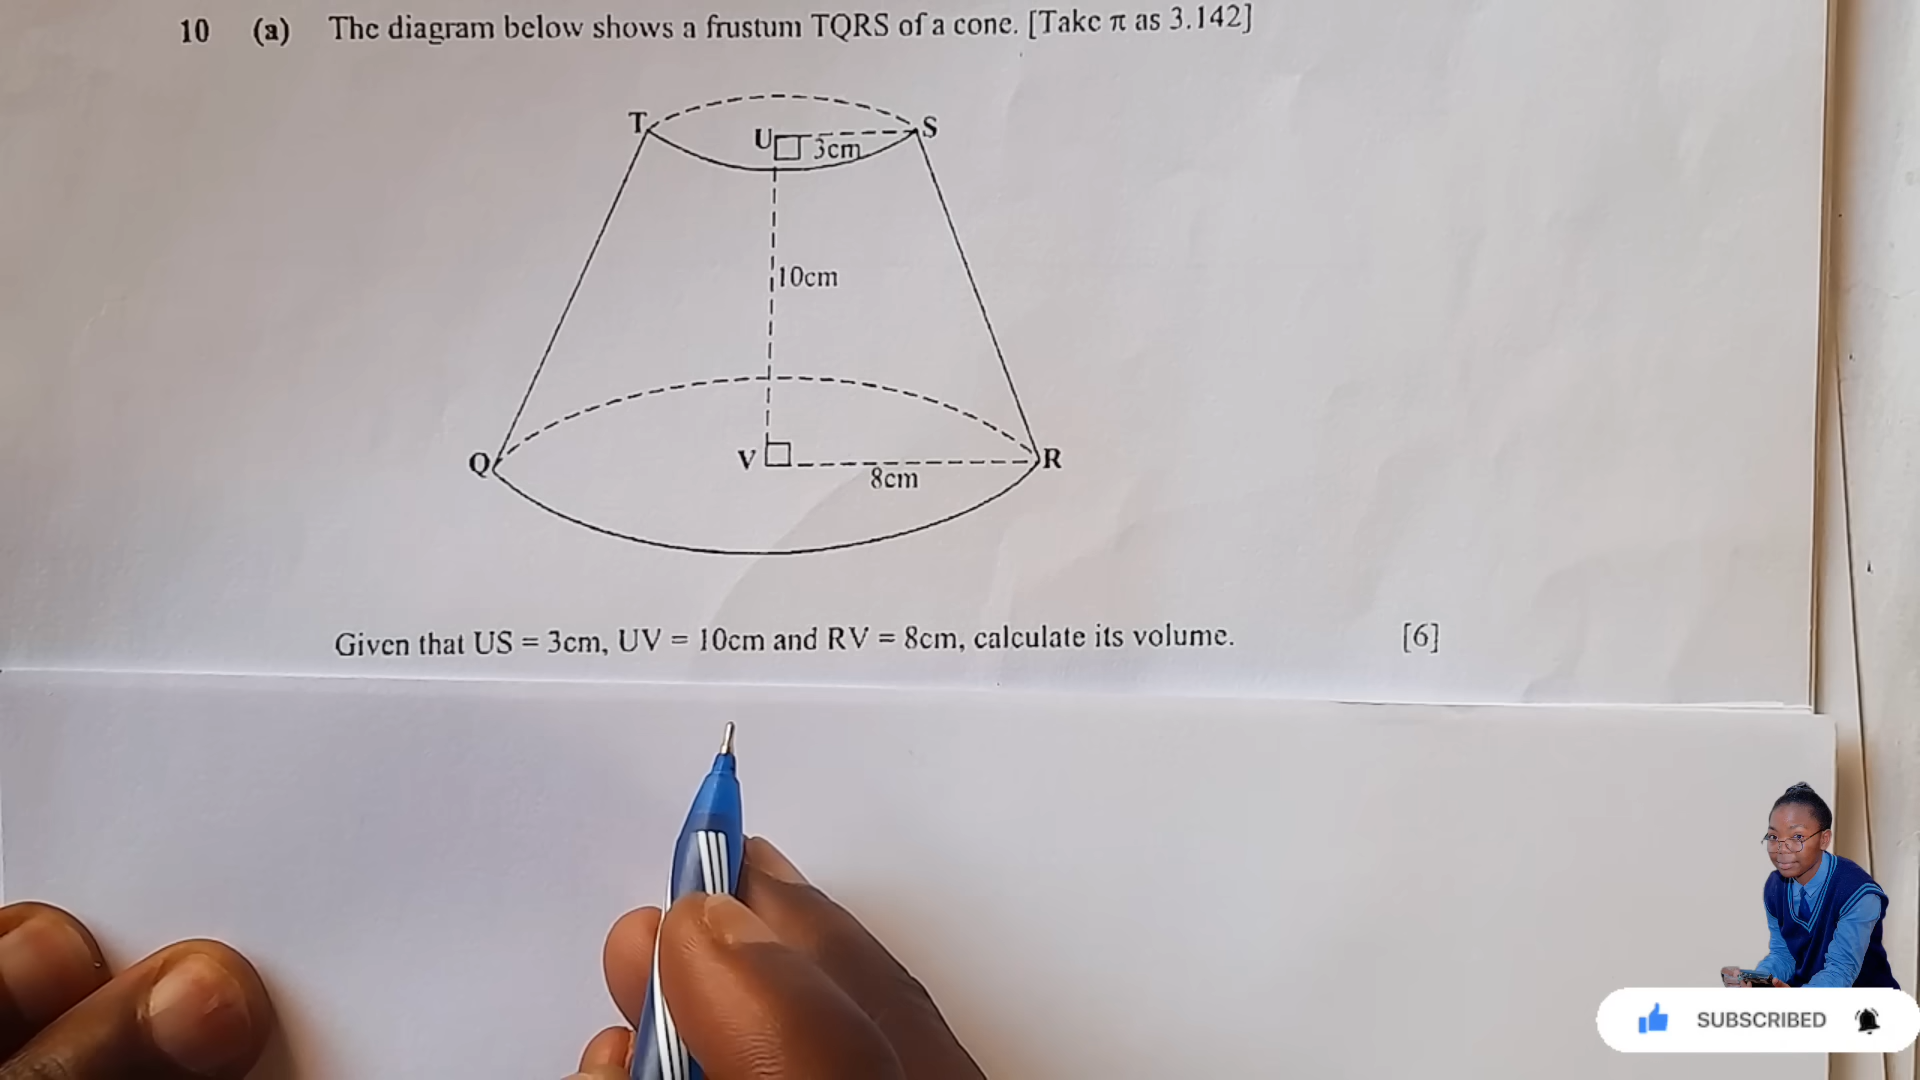 10 (a) The diagram below shows a frustum TQRS of a cone. [Take π as 3.142]
T
U
S
3cm
10cm
Q
V
R
8cm
Given that US = 3cm, UV = 10cm and RV = 8cm, calculate its volume. [6]
SUBSCRIBED